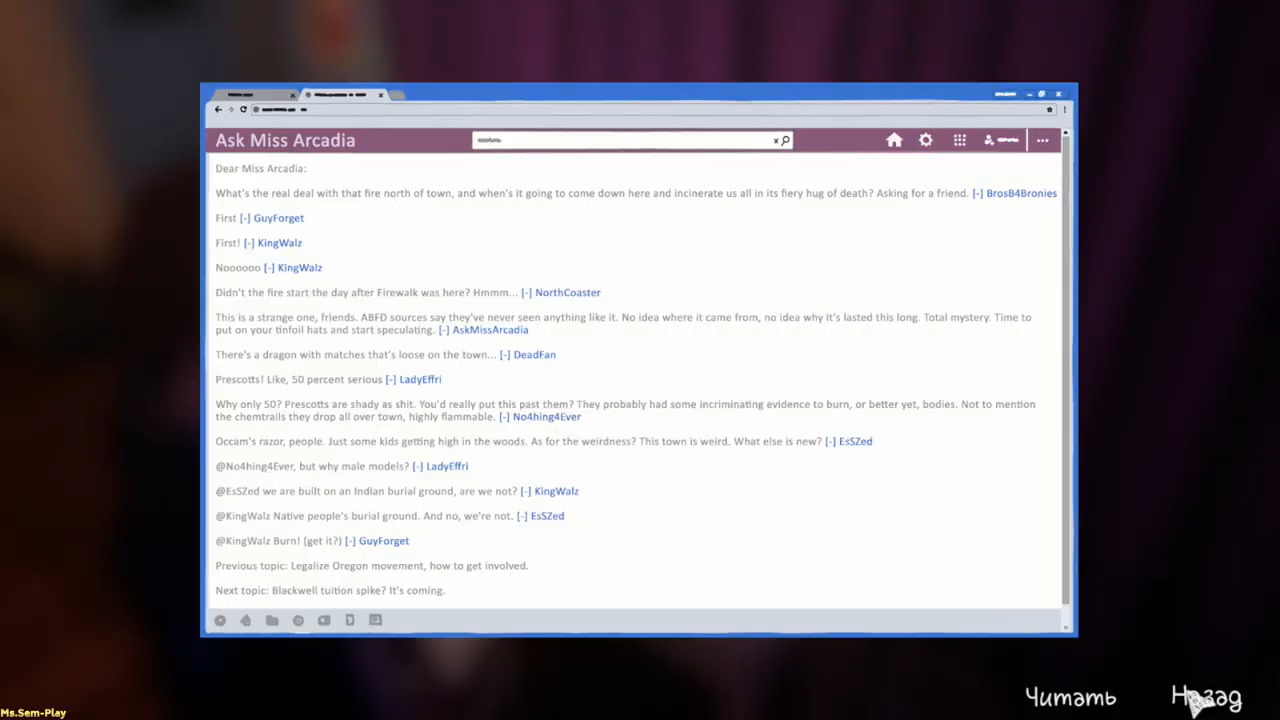 Ask Miss Arcadia
Dear Miss Arcadia:
What's the real deal with that fire north of town, and when's it going to come down here and incinerate us all in its fiery hug of death? Asking for a friend. [-] BrosB4Bronies
First [-] GuyForget
First! [-] KingWalz
Noooooo [-] KingWalz
Didn't the fire start the day after Firewalk was here? Hmmm... [-] NorthCoaster
This is a strange one, friends. ABFD sources say they've never seen anything like it. No idea where it came from, no idea why it's lasted this long. Total mystery. Time to
put on your tinfoil hats and start speculating. [-] AskMissArcadia
There's a dragon with matches that's loose on the town... [-] DeadFan
Prescotts! Like, 50 percent serious [-] LadyEffri
Why only 50? Prescotts are shady as shit. You'd really put this past them? They probably had some incriminating evidence to burn, or better yet, bodies. Not to mention
the chemtrails they drop all over town, highly flammable. [-] No4hing4Ever
Occam's razor, people. Just some kids getting high in the woods. As for the weirdness? This town is weird. What else is new? [-] EsSZed
@No4hing4Ever, but why male models? [-] LadyEffri
@EsSZed we are built on an Indian burial ground, are we not? [-] KingWalz
@KingWalz Native people's burial ground. And no, we're not. [-] EsSZed
@KingWalz Burn! (get it?) [-] GuyForget
Previous topic: Legalize Oregon movement, how to get involved.
Next topic: Blackwell tuition spike? It's coming.
Читать Назад
Ms.Sem-Play